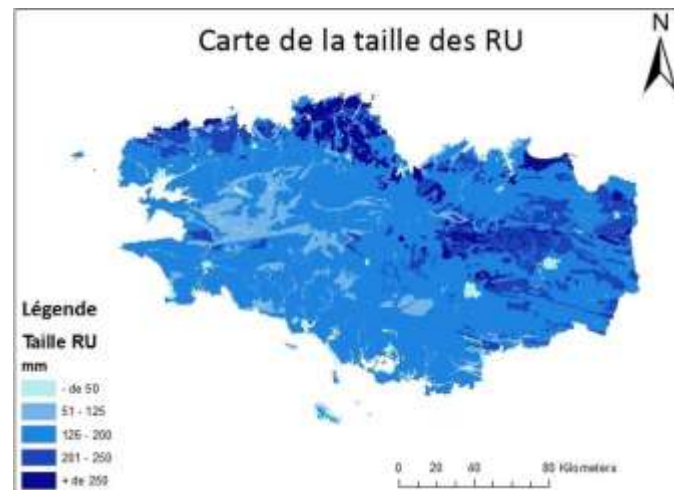 Carte de la taille des RU
N
Légende
Taille RU
mm
- de 50
51 - 125
126 - 200
201 - 250
+ de 250
0 20 40 80 Kilometers